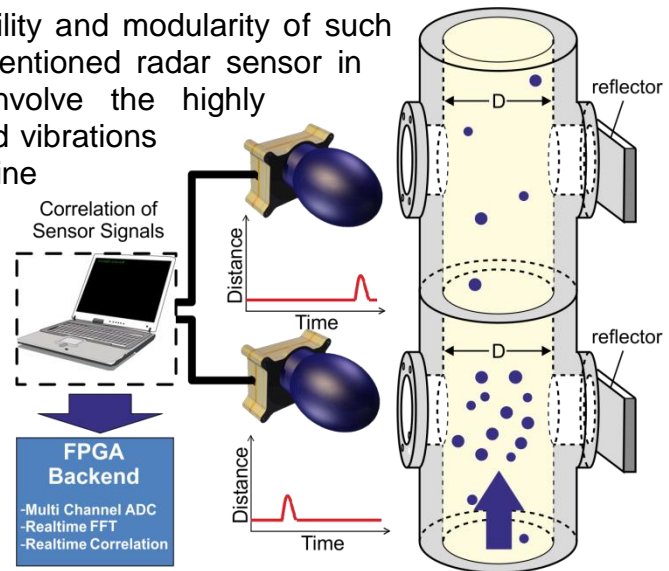 ility and modularity of such
entioned radar sensor in
nvolve the highly
d vibrations
ine
Correlation of
Sensor Signals
Distance
Time
Distance
Time
FPGA
Backend
-Multi Channel ADC
-Realtime FFT
-Realtime Correlation
D
reflector
D
reflector